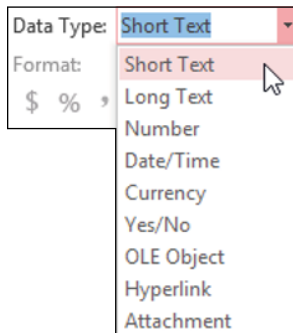 Data Type: Short Text
Format:
Short Text
$ % ,
Long Text
Number
Date/Time
Currency
Yes/No
OLE Object
Hyperlink
Attachment